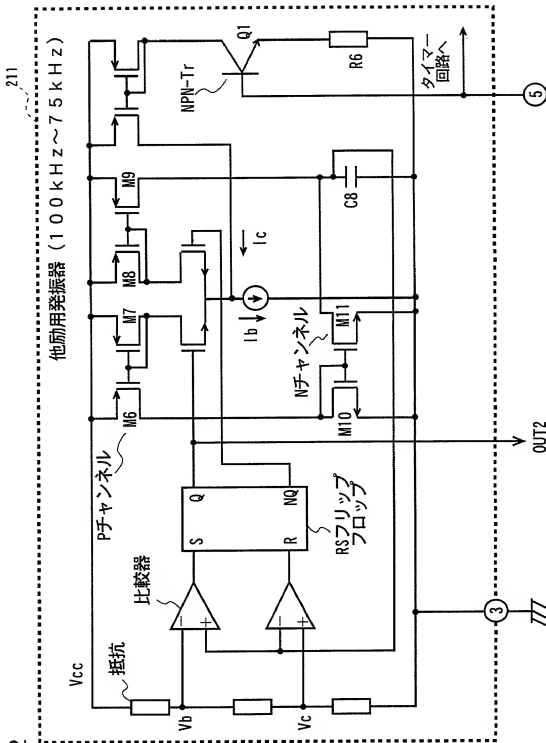 211
他励用発振器（１００ｋＨｚ～７５ｋＨｚ）
Vcc
抵抗
Vb
Vc
比較器
S
Q
R
NQ
RSフリップ
フロップ
Pチャンネル
M6
M7
M8
M9
Nチャンネル
M10
M11
Ib
Ic
C8
NPN-Tr
Q1
R6
タイマー
回路へ
OUT2
3
5